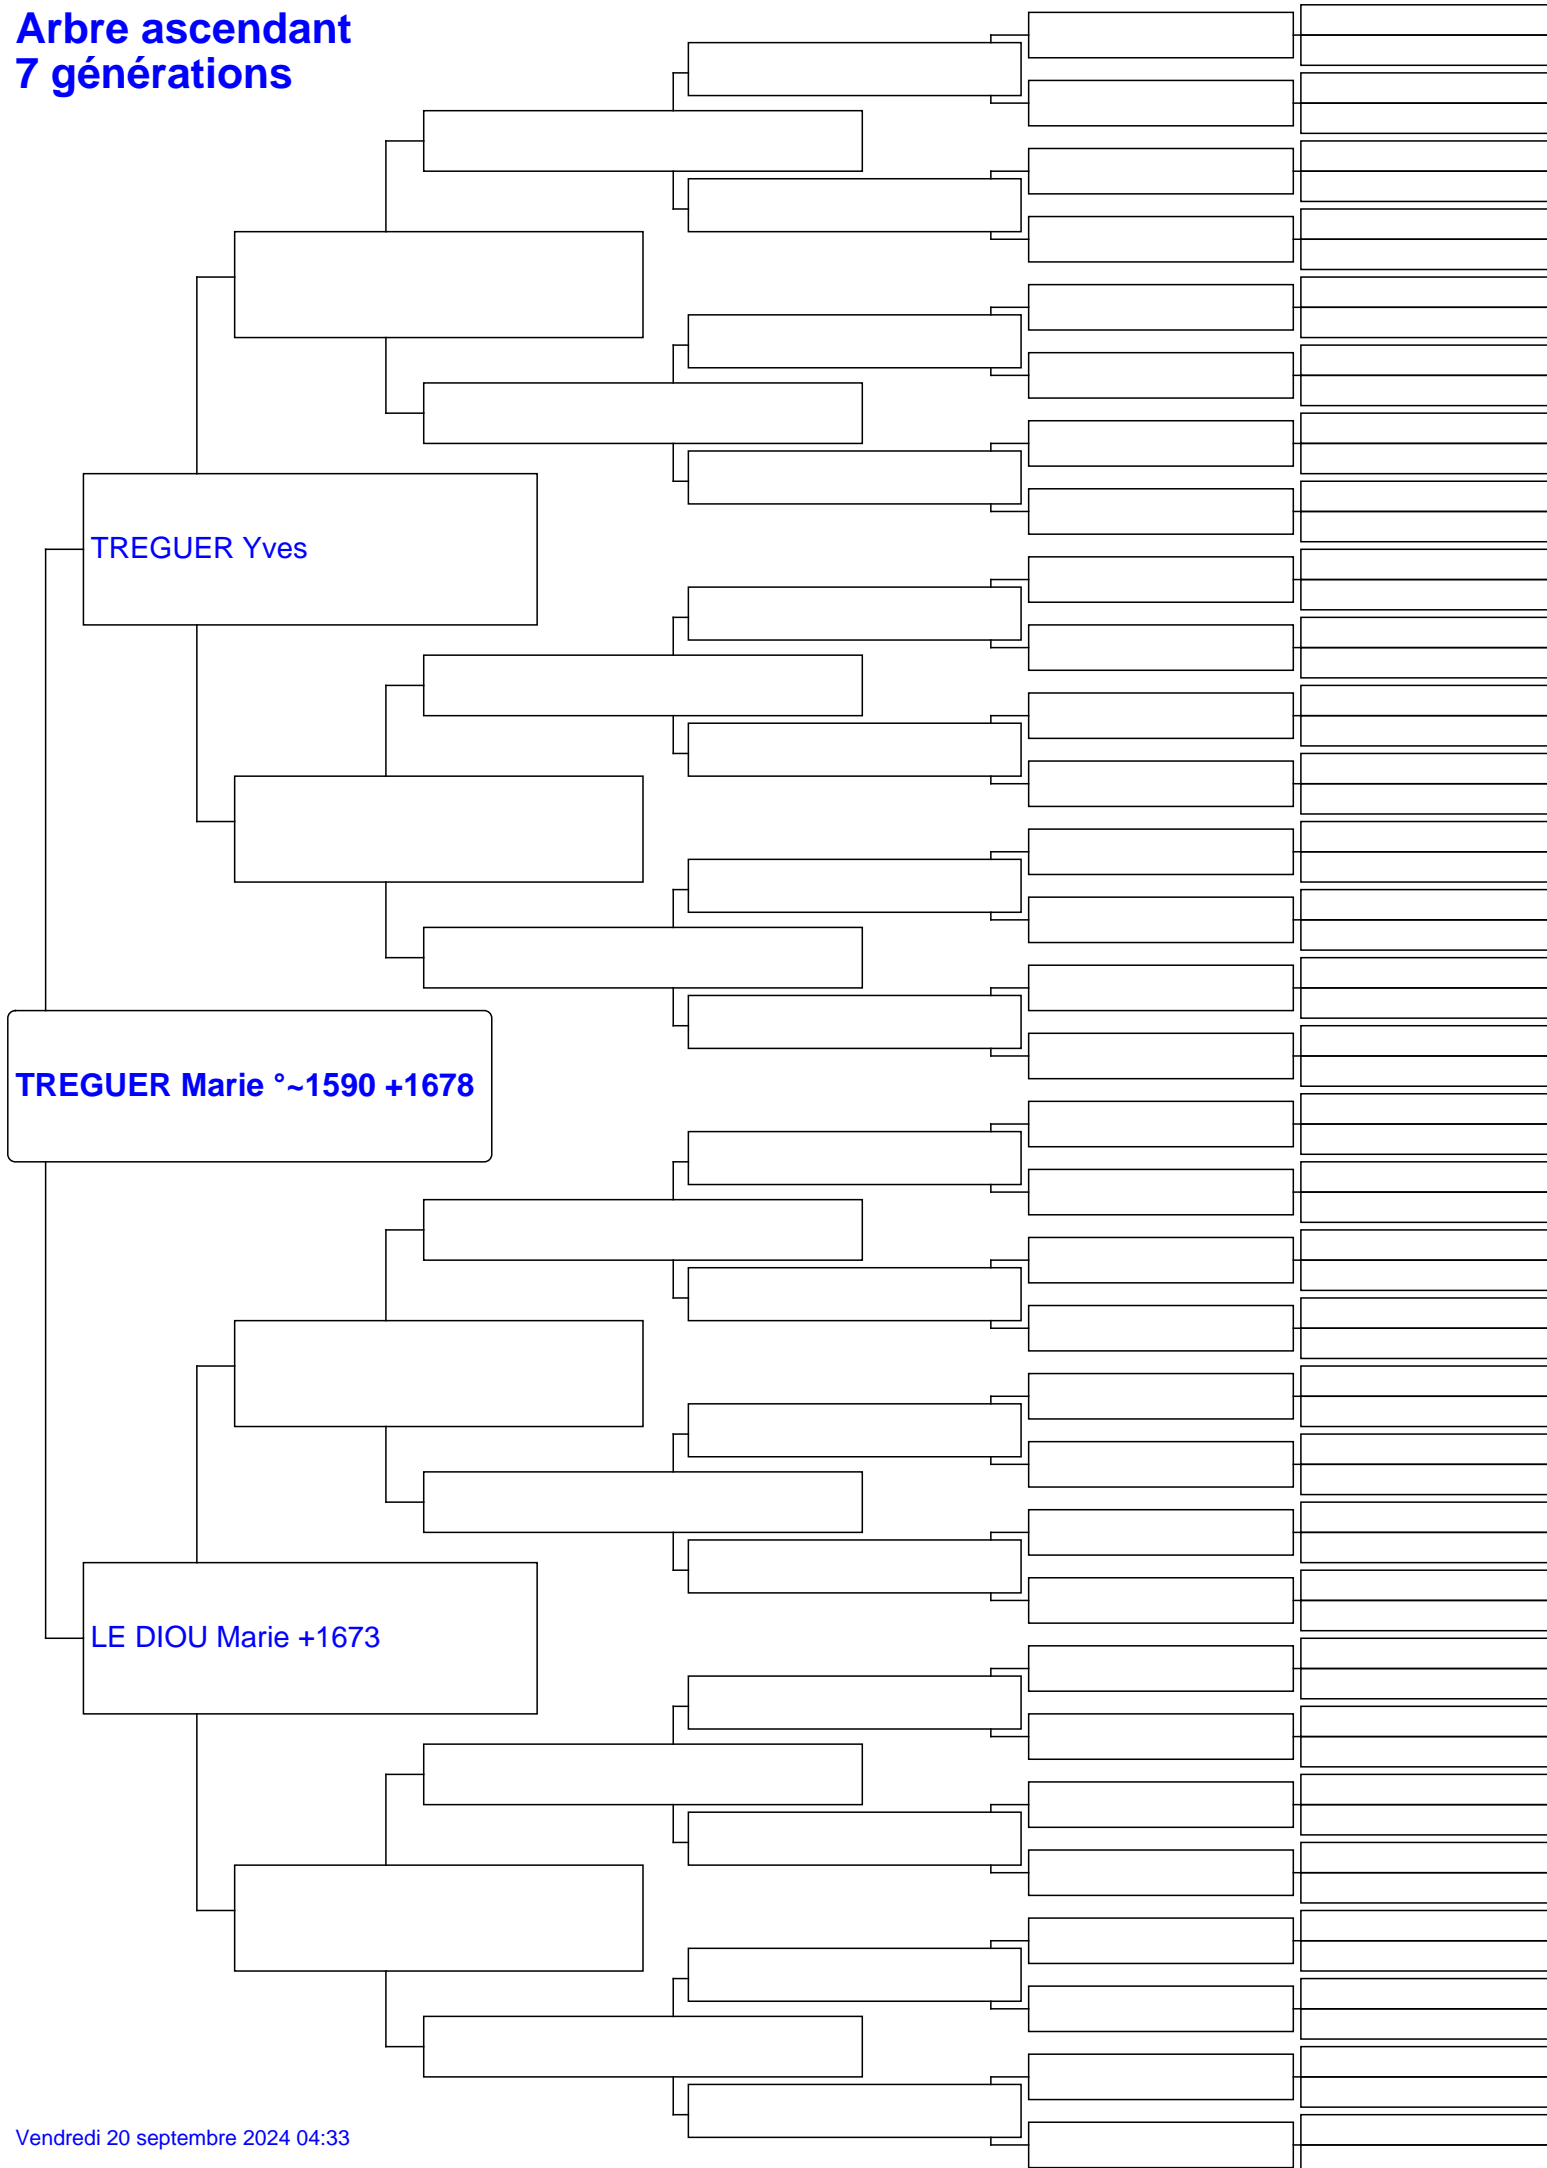 Arbre ascendant
7 générations
TREGUER Yves
TREGUER Marie °~1590 +1678
LE DIOU Marie +1673
Vendredi 20 septembre 2024 04:33